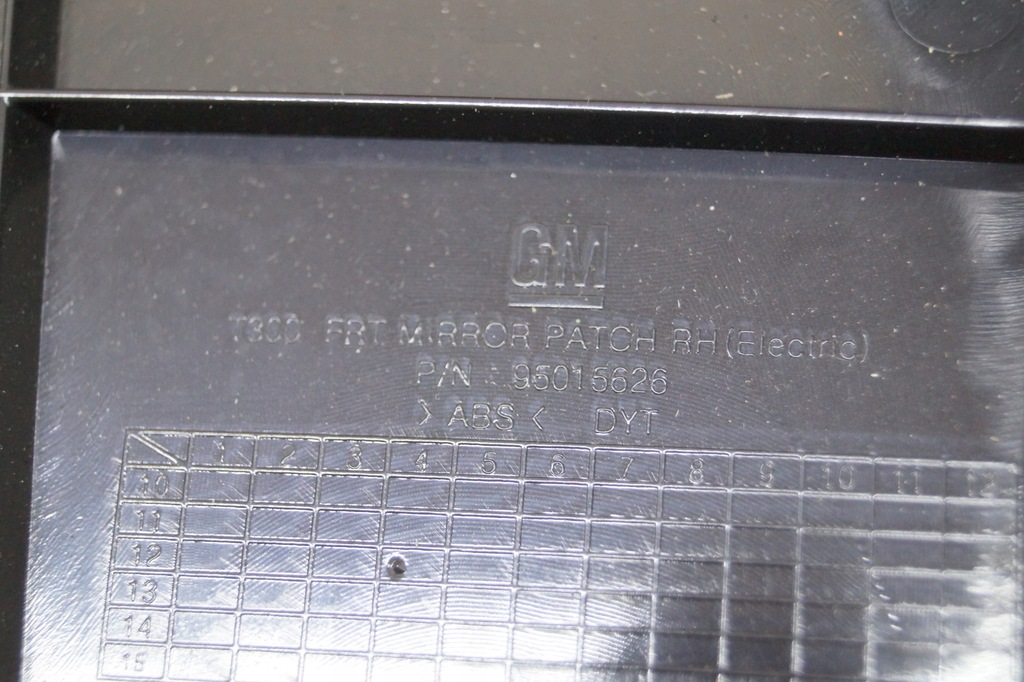 GM
T300 FRT MIRROR PATCH RH (Electric)
P/N : 95015626
>ABS< DYT
1 2 3 4 5 6 7 8 9 10 11 12
10
11
12
13
14
15